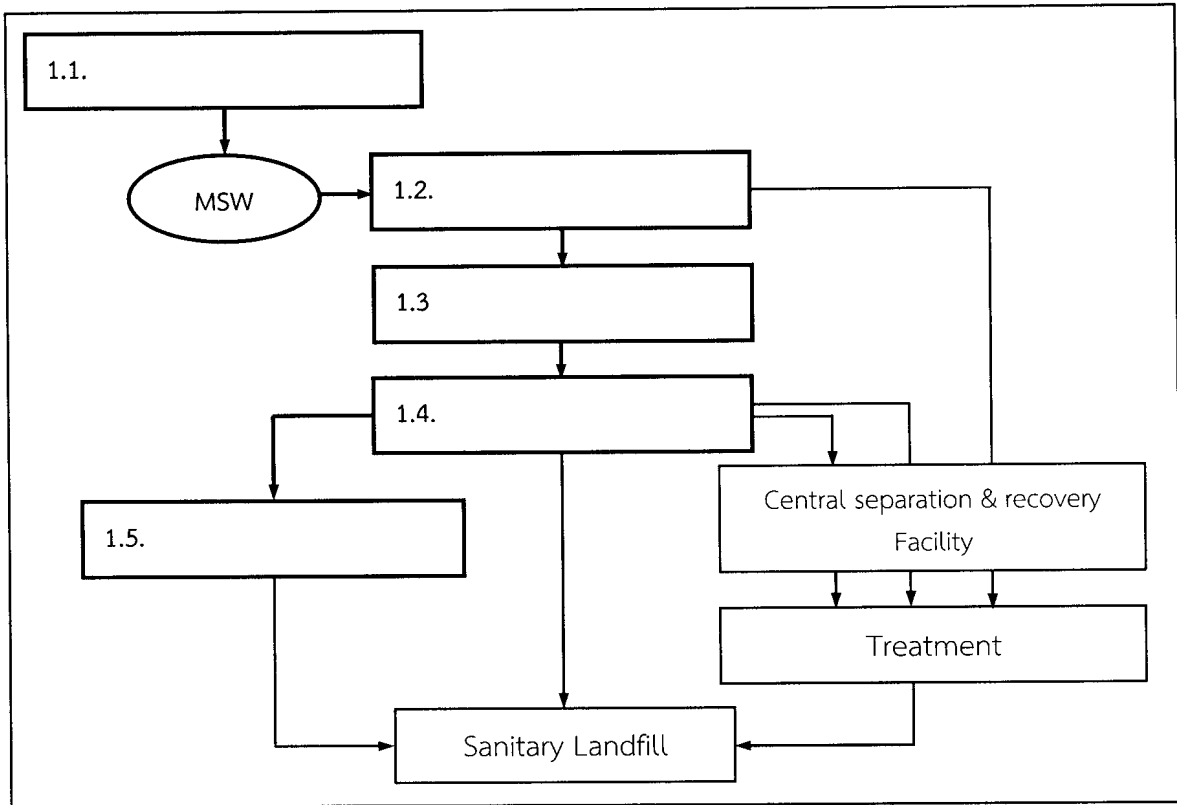 1.1.
MSW
1.2.
1.3
1.4.
1.5.
Central separation & recovery
Facility
Treatment
Sanitary Landfill